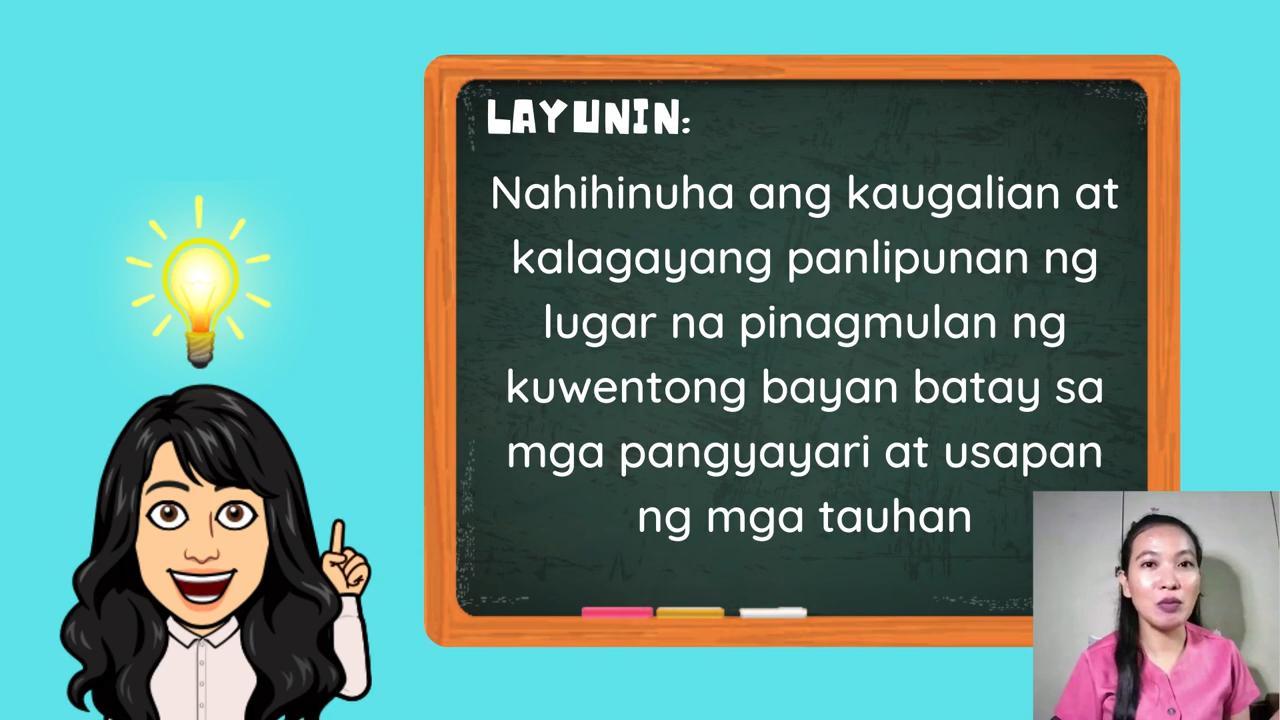 LAYUNIN:
Nahihinuha ang kaugalian at
kalagayang panlipunan ng
lugar na pinagmulan ng
kuwentong bayan batay sa
mga pangyayari at usapan
ng mga tauhan